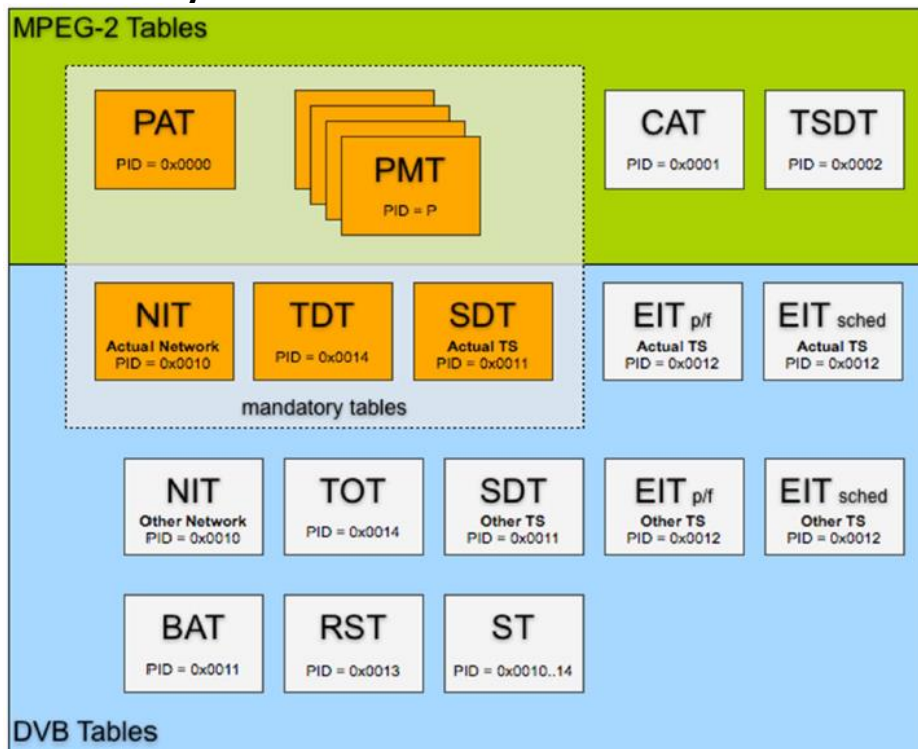 MPEG-2 Tables
PAT
PID = 0x0000
PMT
PID = P
CAT
PID = 0x0001
TSDT
PID = 0x0002
NIT
Actual Network
PID = 0x0010
TDT
PID = 0x0014
SDT
Actual TS
PID = 0x0011
EIT p/f
Actual TS
PID = 0x0012
EIT sched
Actual TS
PID = 0x0012
mandatory tables
NIT
Other Network
PID = 0x0010
TOT
PID = 0x0014
SDT
Other TS
PID = 0x0011
EIT p/f
Other TS
PID = 0x0012
EIT sched
Other TS
PID = 0x0012
BAT
PID = 0x0011
RST
PID = 0x0013
ST
PID = 0x0010..14
DVB Tables